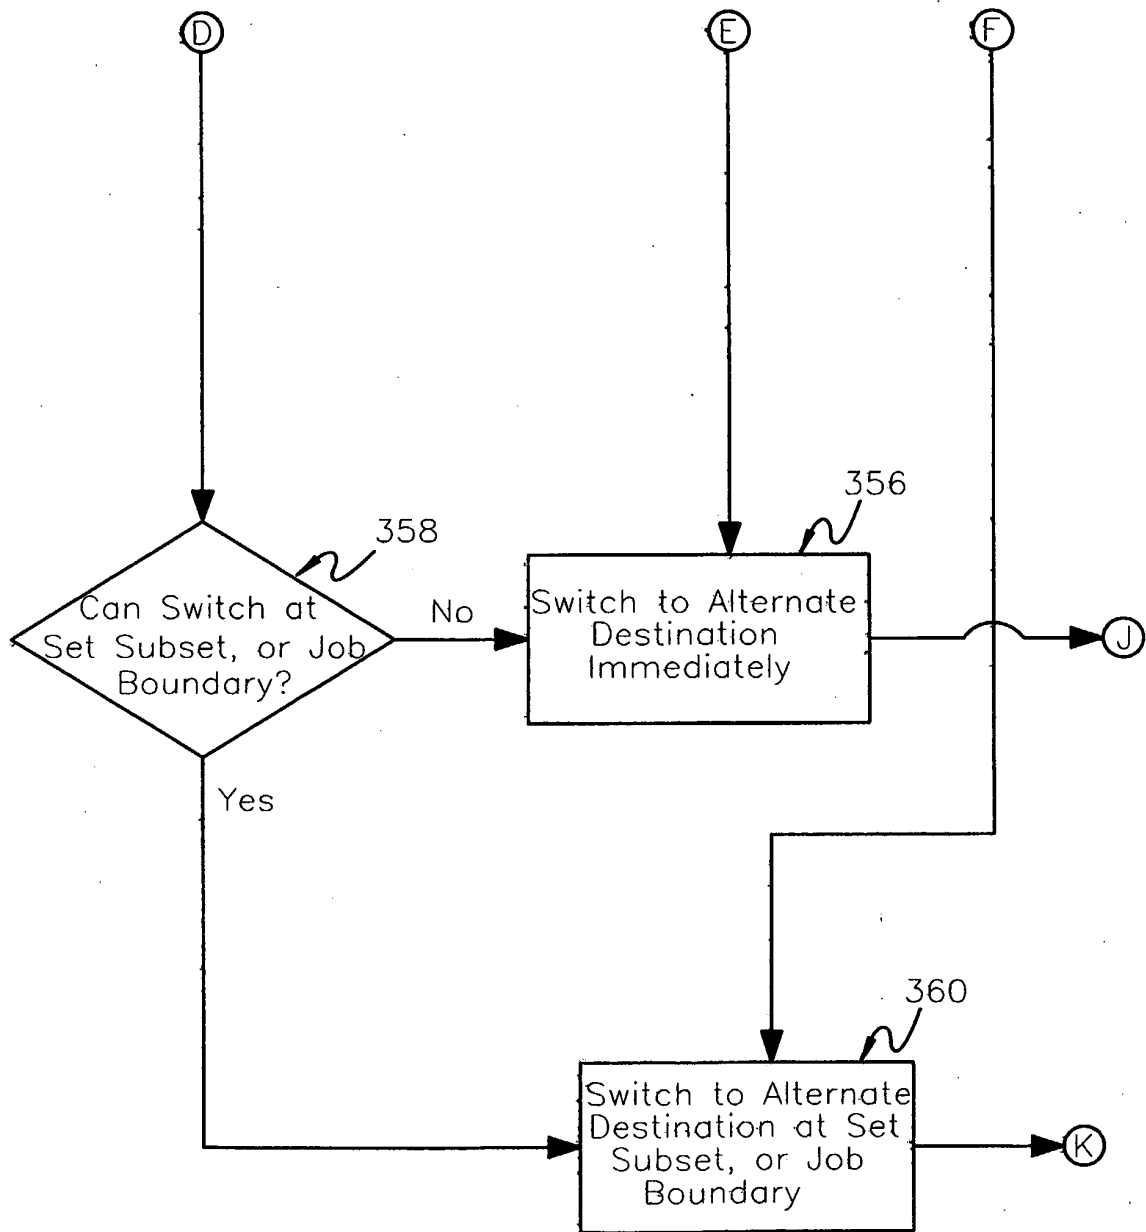 D
E
F
356
358
Can Switch at
Set Subset, or Job
Boundary?
No
Switch to Alternate
Destination
Immediately
J
Yes
360
Switch to Alternate
Destination at Set
Subset, or Job
Boundary
K